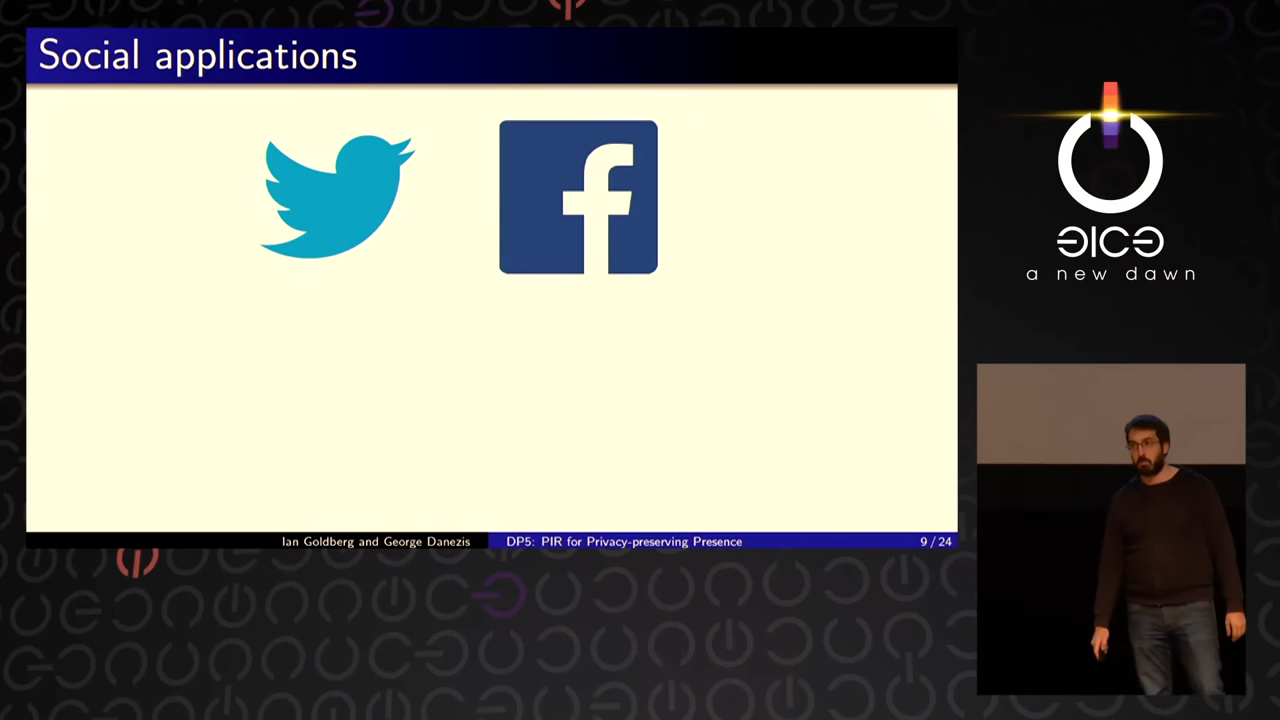 Social applications
Ian Goldberg and George Danezis
DP5: PIR for Privacy-preserving Presence
9 / 24
a new dawn